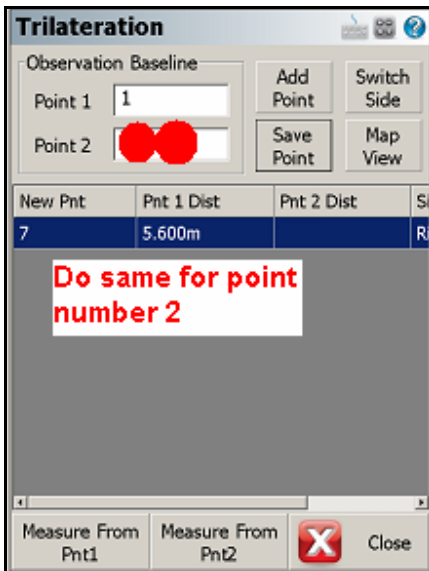 Trilateration
Observation Baseline
Point 1 1
Point 2
Add
Point
Switch
Side
Save
Point
Map
View
New Pnt Pnt 1 Dist Pnt 2 Dist
7 5.600m
Do same for point
number 2
Measure From
Pnt1
Measure From
Pnt2
Close